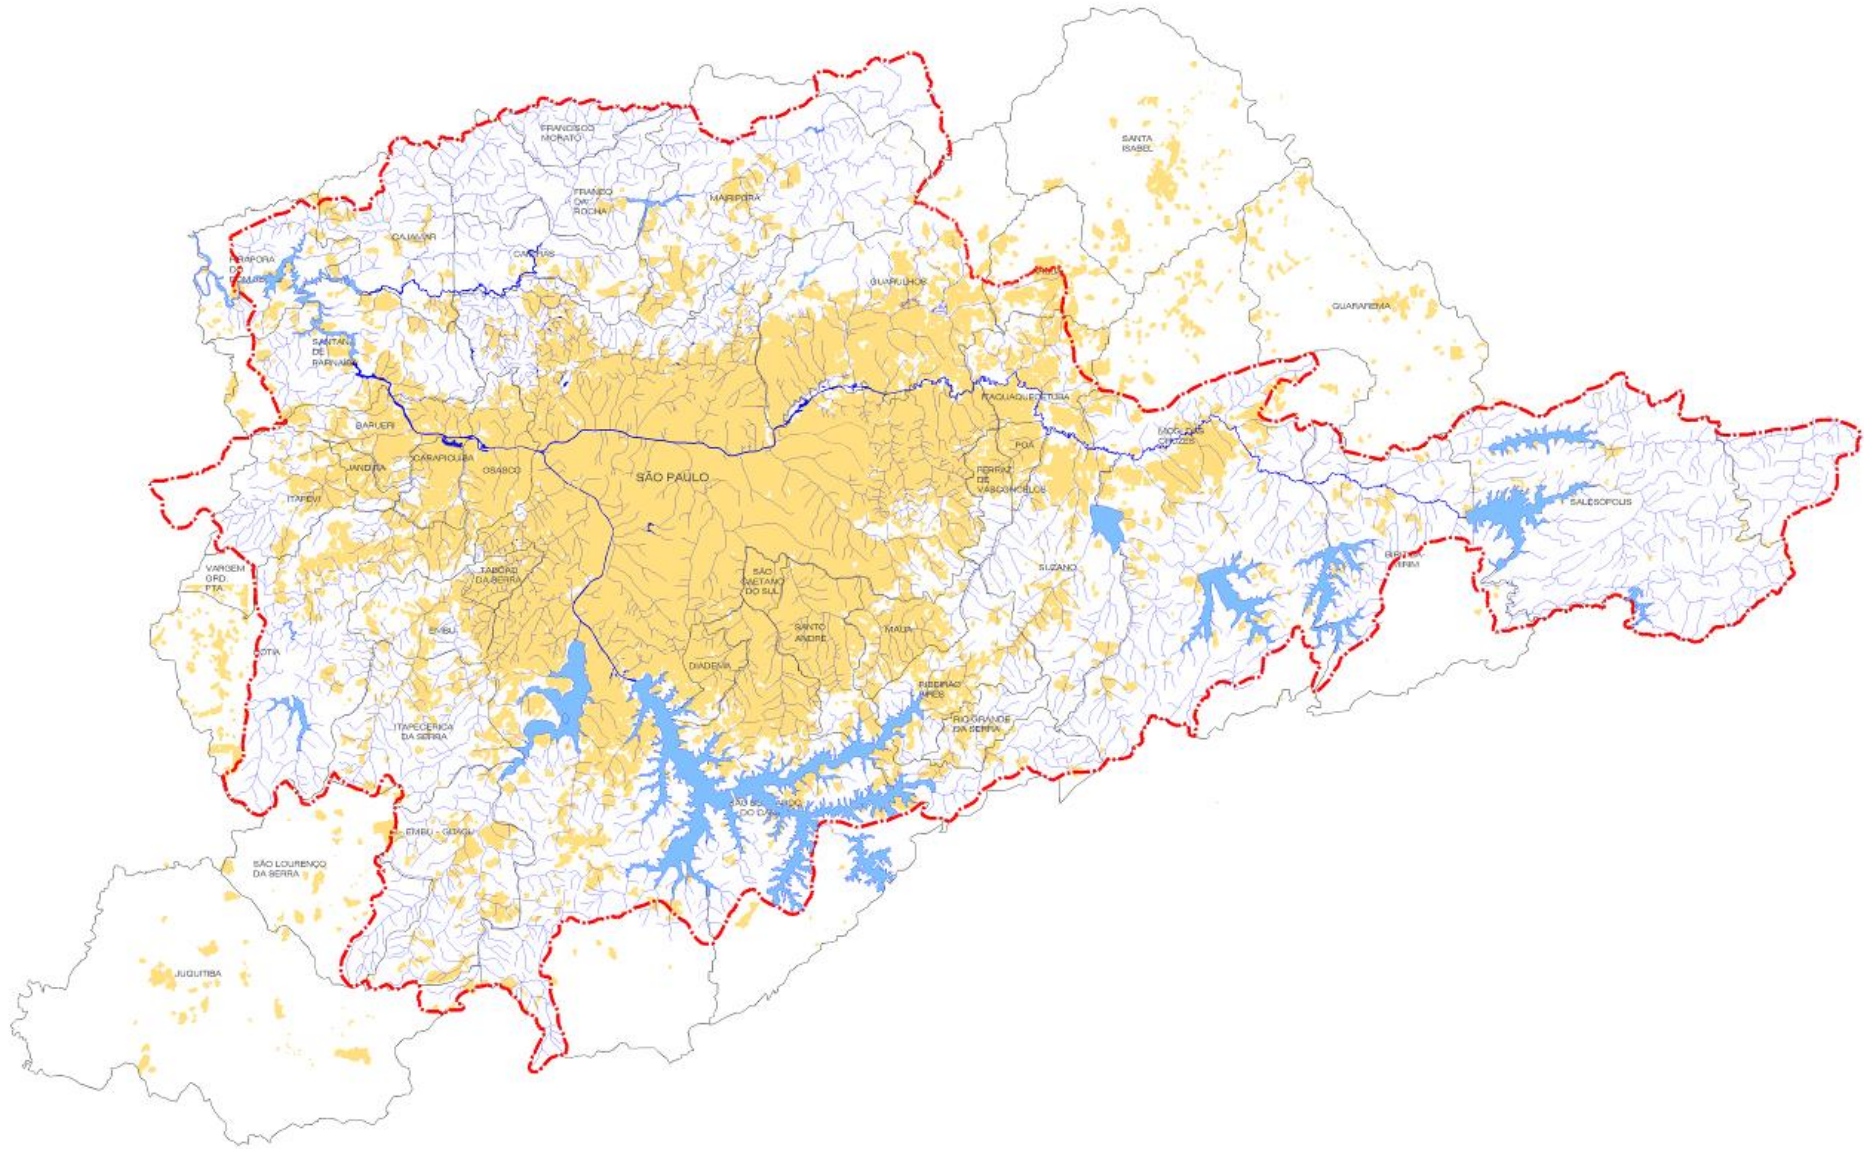 FRANCISCO
MORATO
SANTA
ISABEL
FRANCO
DA
ROCHA
MAIRIPORÃ
CAJAMAR
CAIEIRAS
PIRAPORA
DO
GUARULHOS
GUARAREMA
SANTANA
DE
PARNAÍBA
ITAQUAQUECETUBA
BARUERI
MOGI DAS
CRUZES
POÁ
CARAPICUÍBA
JANDIRA
OSASCO
SÃO PAULO
FERRAZ
DE
VASCONCELOS
ITAPEVI
SALESÓPOLIS
VARGEM
GRD.
PTA.
TABOÃO
DA SERRA
SÃO
CAETANO
DO SUL
SUZANO
MIRIM
EMBU
SANTO
ANDRÉ
MAUÁ
COTIA
DIADEMA
RIBEIRÃO
PIRES
ITAPECERICA
DA SERRA
RIO GRANDE
DA SERRA
EMBU - GUAÇU
SÃO LOURENÇO
DA SERRA
JUQUITIBA